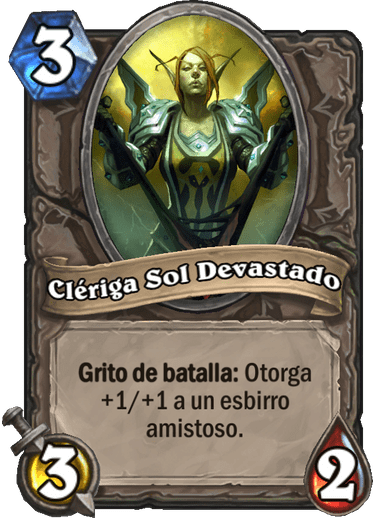 3
Clériga Sol Devastado
Grito de batalla: Otorga
+1/+1 a un esbirro
amistoso.
3
2